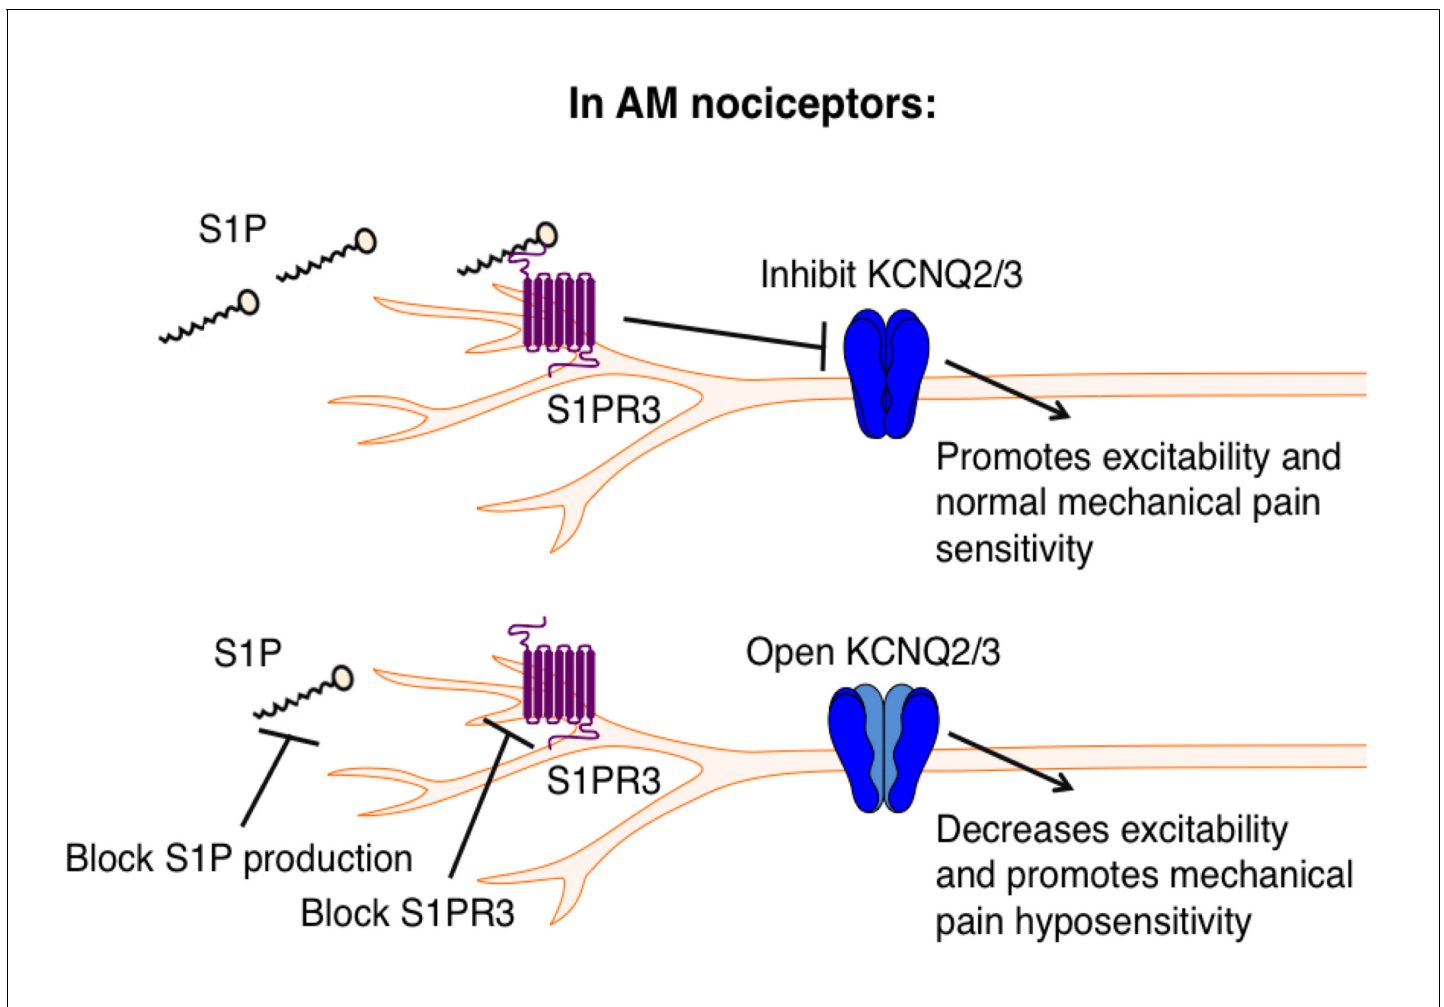 In AM nociceptors:
S1P
Inhibit KCNQ2/3
S1PR3
Promotes excitability and
normal mechanical pain
sensitivity
S1P
Open KCNQ2/3
S1PR3
Block S1P production
Block S1PR3
Decreases excitability
and promotes mechanical
pain hyposensitivity